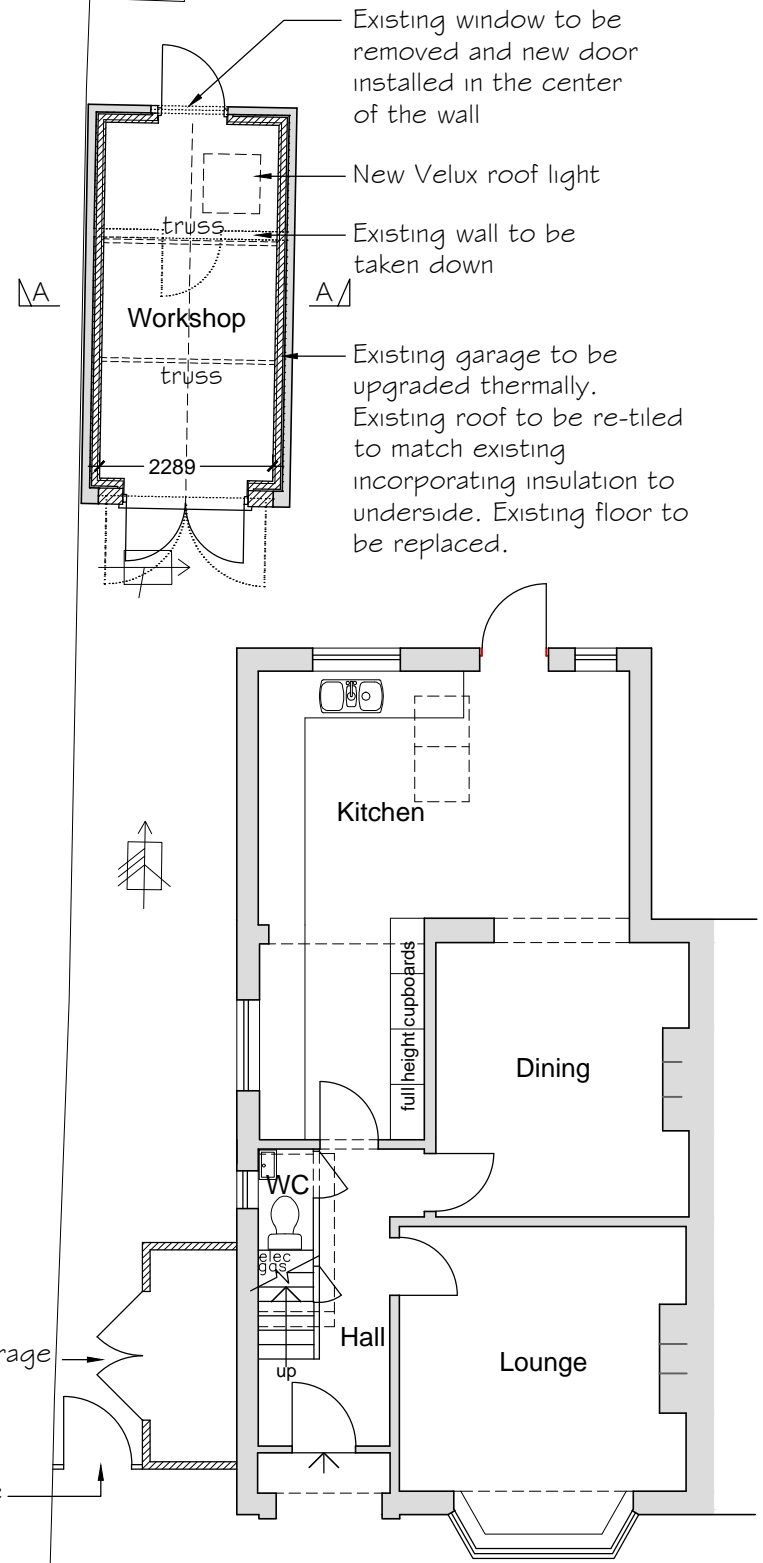 Existing window to be
removed and new door
installed in the center
of the wall
New Velux roof light
truss
Existing wall to be
taken down
A
A
Workshop
truss
Existing garage to be
upgraded thermally.
Existing roof to be re-tiled
to match existing
incorporating insulation to
underside. Existing floor to
be replaced.
2289
Kitchen
full height cupboards
Dining
WC
elec
gas
Hall
up
Lounge